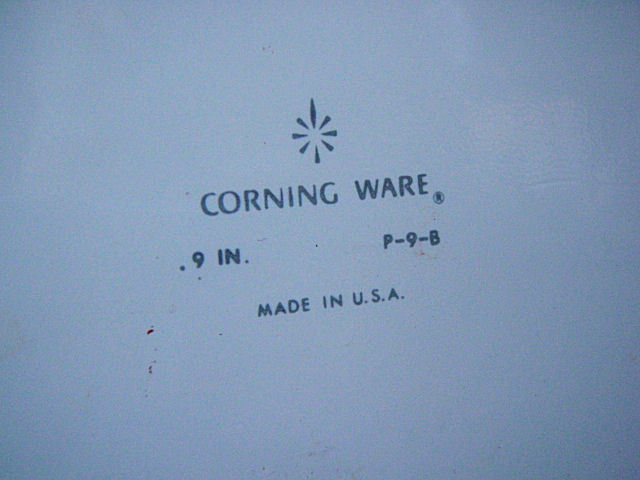 CORNING WARE®
9 IN. P-9-B
MADE IN U.S.A.